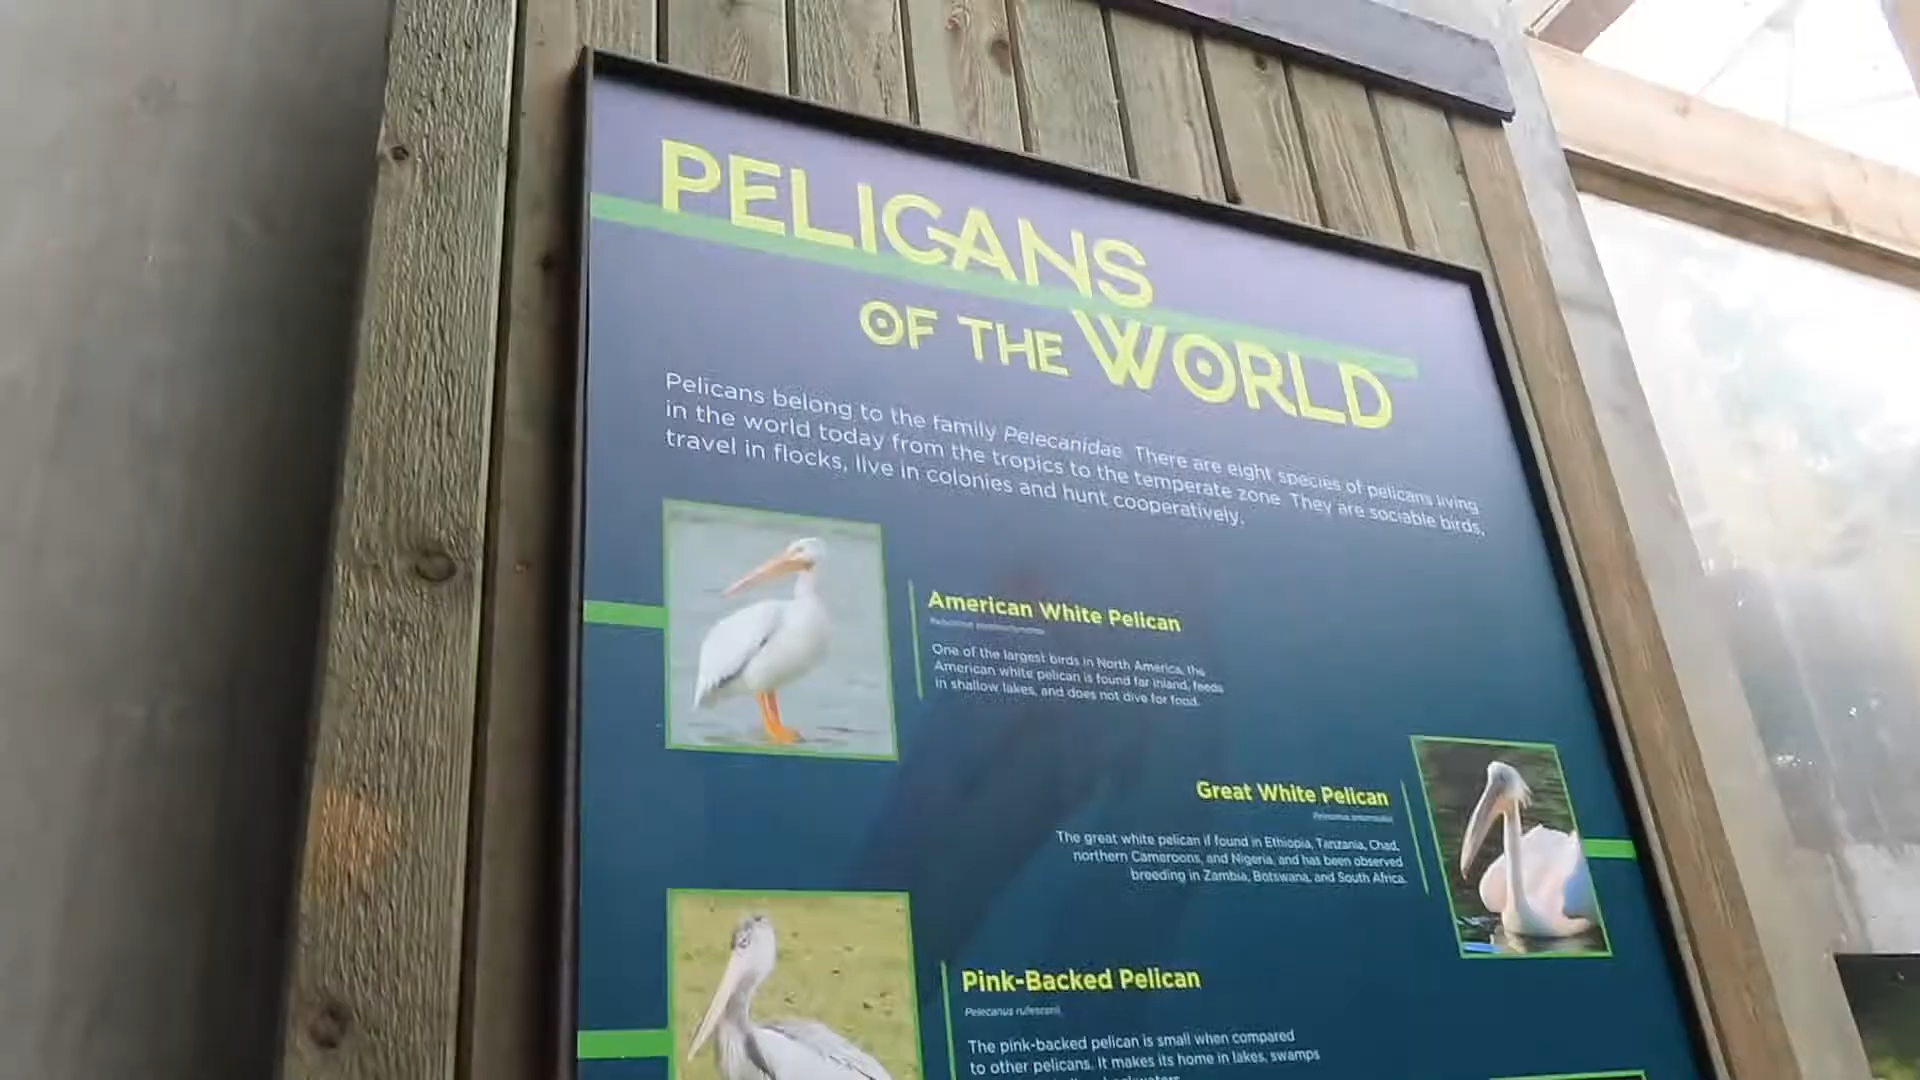 PELICANS
OF THE WORLD
Pelicans belong to the family Pelecanidae. There are eight species of pelicans living
in the world today from the tropics to the temperate zone. They are sociable birds,
travel in flocks, live in colonies and hunt cooperatively.
American White Pelican
One of the largest birds in North America, the
American white pelican is found far inland, feeds
in shallow lakes, and does not dive for food.
Great White Pelican
The great white pelican if found in Ethiopia, Tanzania, Chad,
northern Cameroons, and Nigeria, and has been observed
breeding in Zambia, Botswana, and South Africa.
Pink-Backed Pelican
Pelecanus rufescens
The pink-backed pelican is small when compared
to other pelicans. It makes its home in lakes, swamps